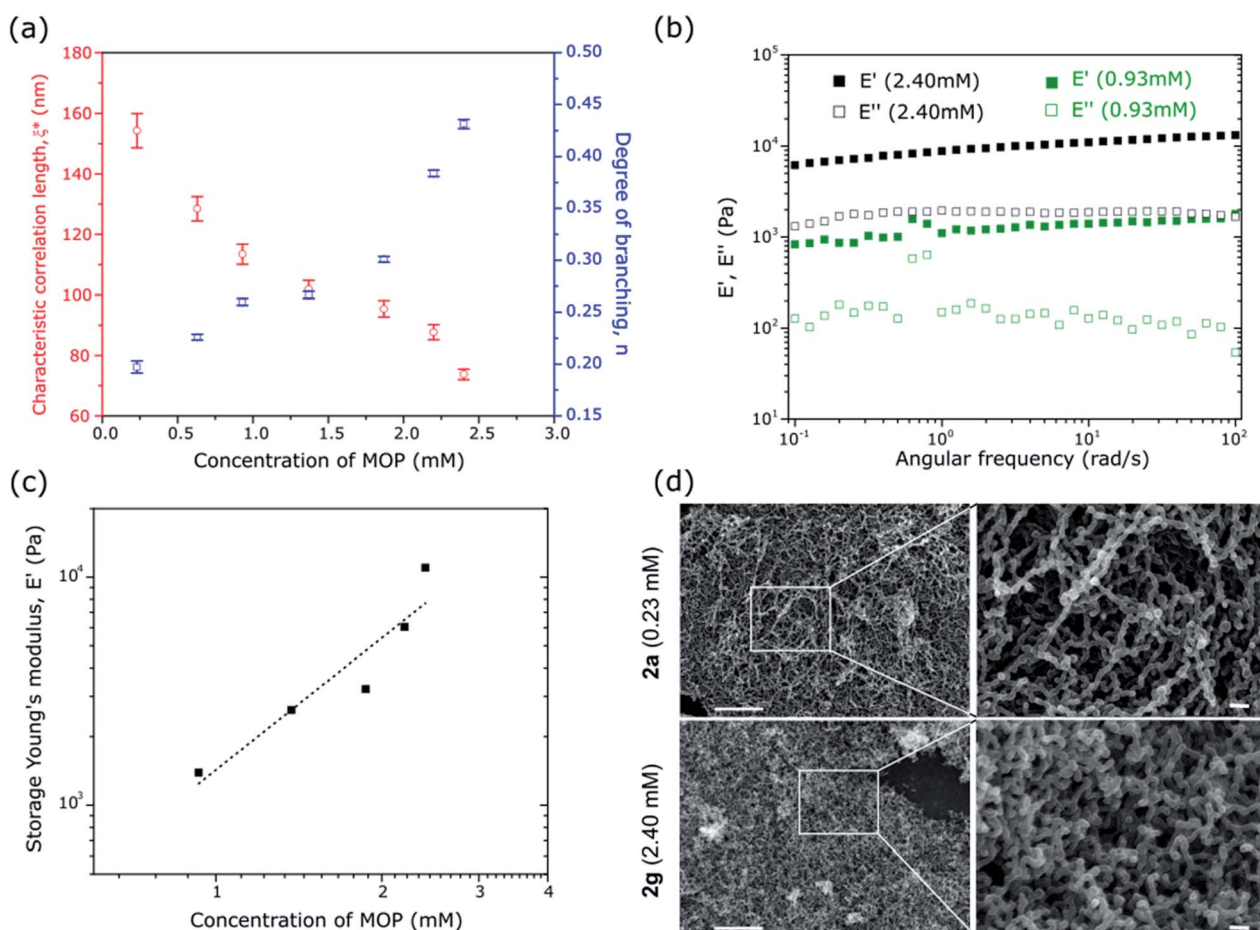 (a)
180
160
140
120
100
80
60
Characteristic correlation length, ξ* (nm)
0.50
0.45
0.40
0.35
0.30
0.25
0.20
0.15
Degree of branching, n
0.0 0.5 1.0 1.5 2.0 2.5 3.0
Concentration of MOP (mM)
(b)
E' (2.40mM) E' (0.93mM)
E'' (2.40mM) E'' (0.93mM)
10⁵
10⁴
10³
10²
10¹
E', E'' (Pa)
10⁻¹ 10⁰ 10¹ 10²
Angular frequency (rad/s)
(c)
10⁴
10³
Storage Young's modulus, E' (Pa)
1 2 3 4
Concentration of MOP (mM)
(d)
2a (0.23 mM)
2g (2.40 mM)